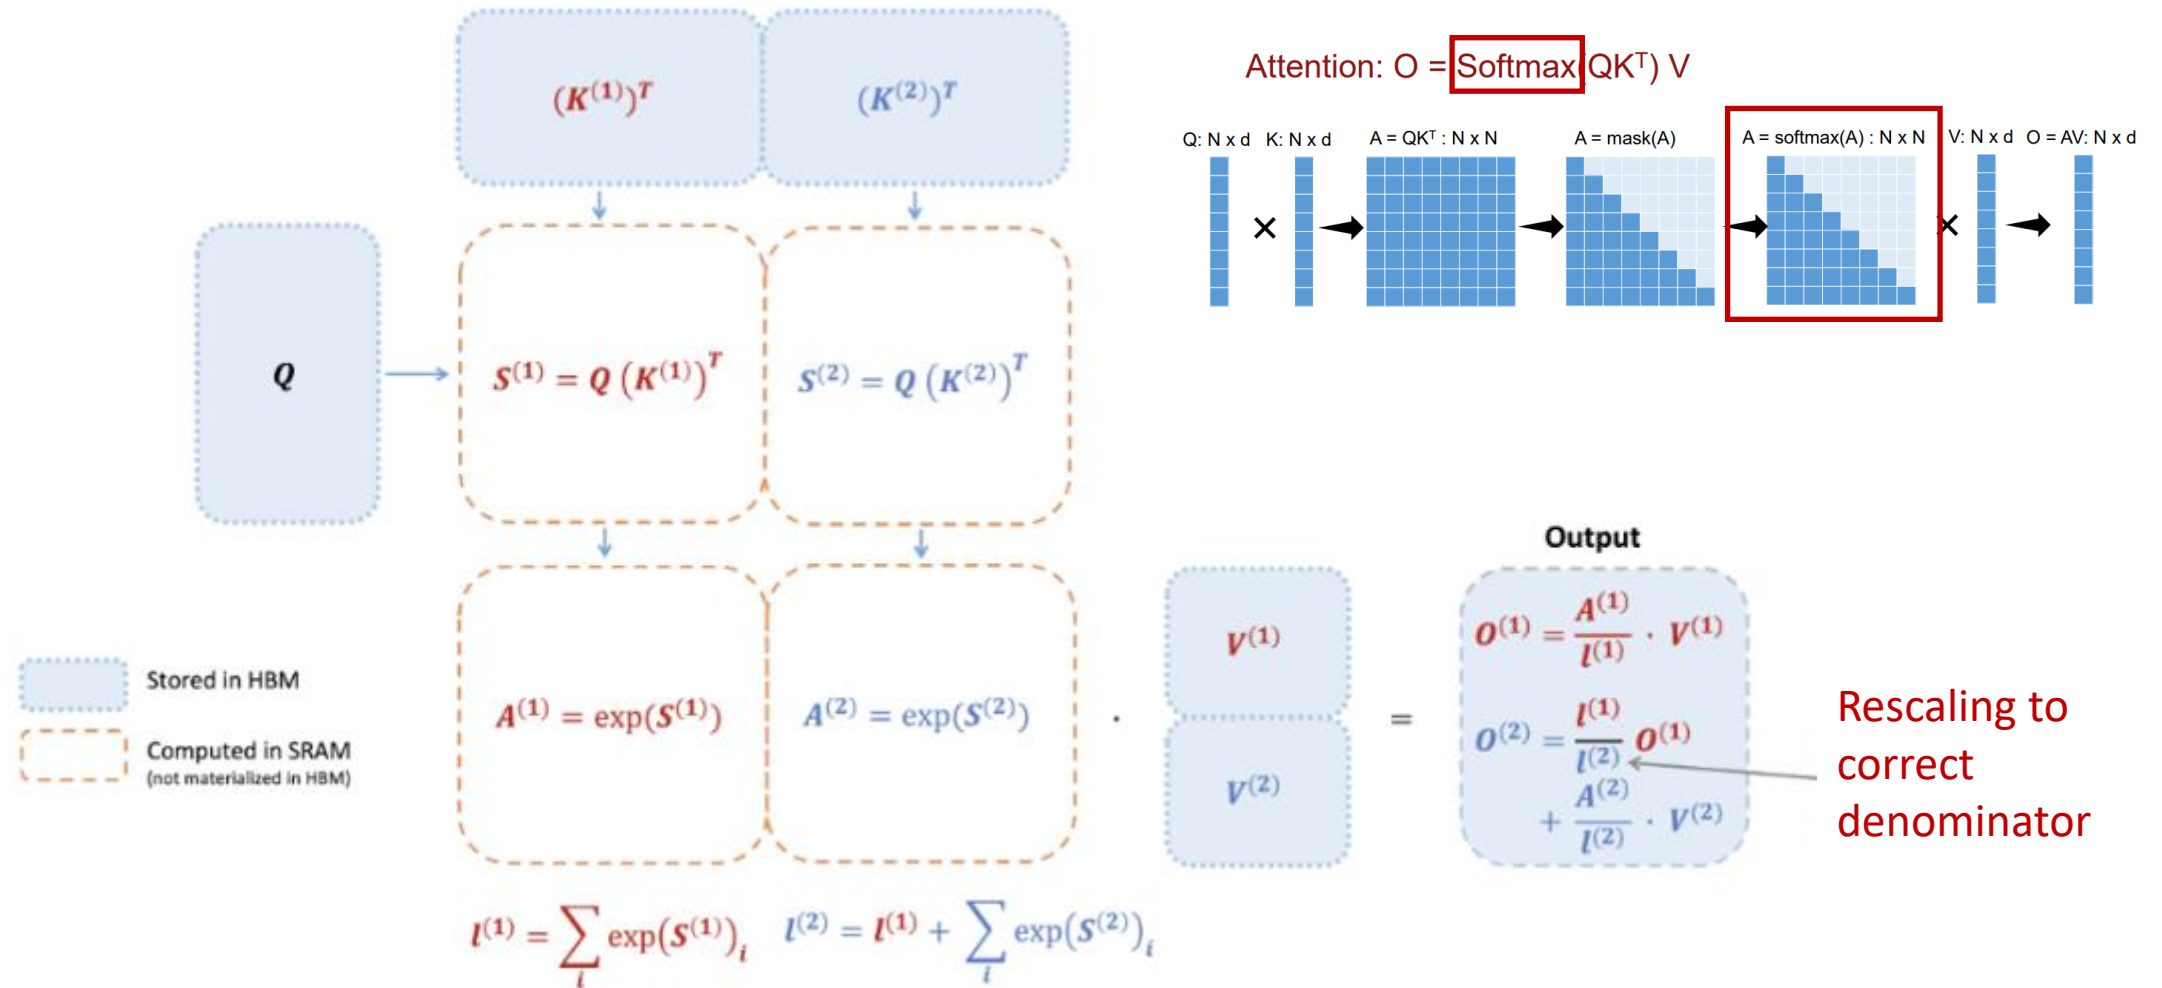 Attention: O = Softmax(QKᵀ) V
Q: N x d K: N x d A = QKᵀ : N x N A = mask(A) A = softmax(A) : N x N V: N x d O = AV: N x d
× ×
(K⁽¹⁾)ᵀ (K⁽²⁾)ᵀ
Q
S⁽¹⁾ = Q (K⁽¹⁾)ᵀ S⁽²⁾ = Q (K⁽²⁾)ᵀ
A⁽¹⁾ = exp(S⁽¹⁾) A⁽²⁾ = exp(S⁽²⁾)
·
V⁽¹⁾
V⁽²⁾
=
Output
O⁽¹⁾ = A⁽¹⁾ / l⁽¹⁾ · V⁽¹⁾
O⁽²⁾ = l⁽¹⁾ / l⁽²⁾ O⁽¹⁾
+ A⁽²⁾ / l⁽²⁾ · V⁽²⁾
Rescaling to
correct
denominator
Stored in HBM
Computed in SRAM
(not materialized in HBM)
l⁽¹⁾ = ∑ᵢ exp(S⁽¹⁾)ᵢ l⁽²⁾ = l⁽¹⁾ + ∑ᵢ exp(S⁽²⁾)ᵢ